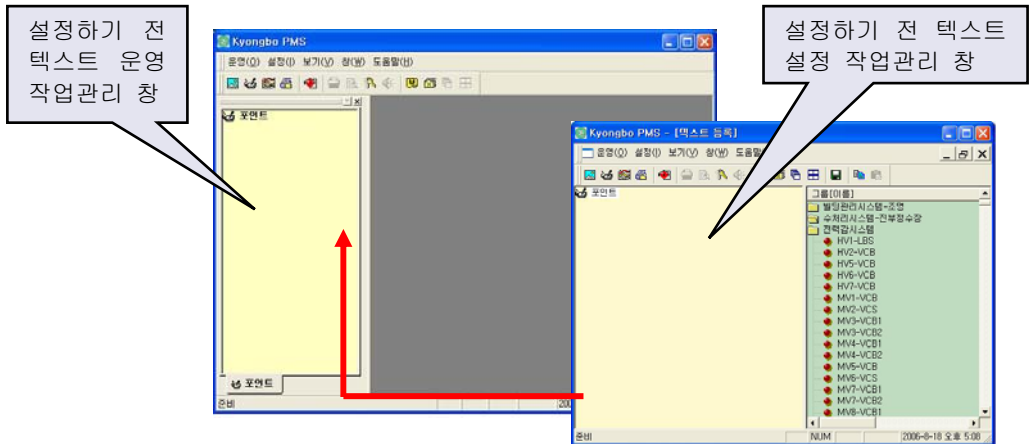 설정하기 전
텍스트 운영
작업관리 창
설정하기 전 텍스트
설정 작업관리 창
Kyongbo PMS
운영(O) 설정(I) 보기(V) 창(W) 도움말(H)
포인트
포인트
준비
200
Kyongbo PMS - [텍스트 등록]
운영(O) 설정(I) 보기(V) 창(W) 도움말
포인트
그룹[이름]
빌딩관리시스템-조명
수처리시스템-진부정수장
전력감시스템
HV1-LBS
HV2-VCB
HV5-VCB
HV6-VCB
HV7-VCB
MV1-VCB
MV2-VCS
MV3-VCB1
MV3-VCB2
MV4-VCB1
MV4-VCB2
MV5-VCB
MV6-VCS
MV7-VCB1
MV7-VCB2
MV8-VCB1
준비
NUM
2006-8-18 오후 5:08